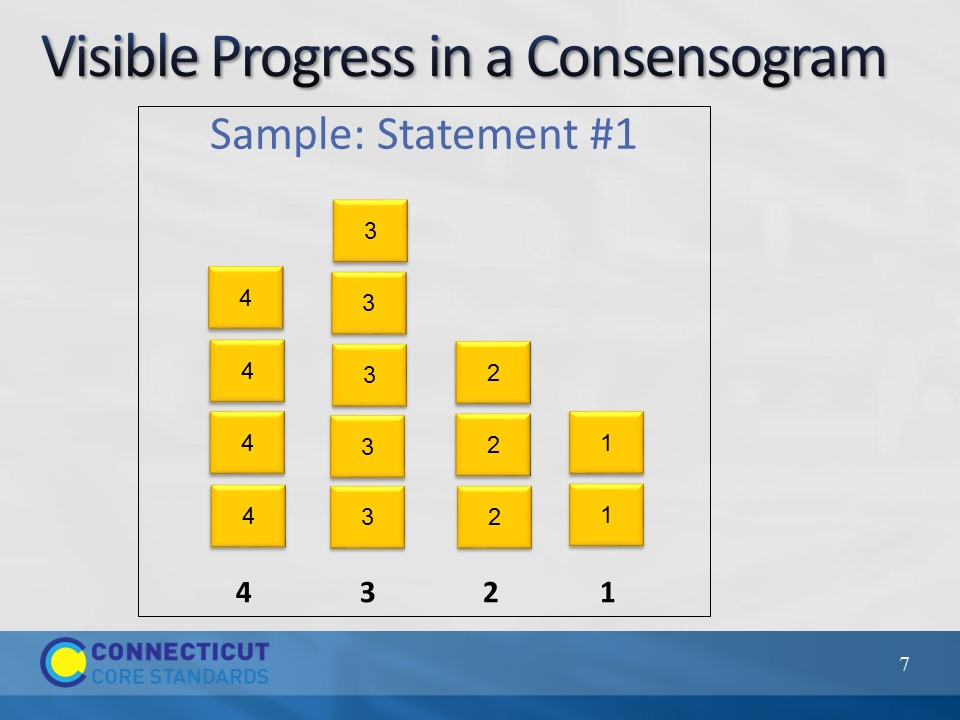 Visible Progress in a Consensogram
Sample: Statement #1
3
4 3
4 3 2
4 3 2 1
4 3 2 1
4 3 2 1
CONNECTICUT
CORE STANDARDS
7